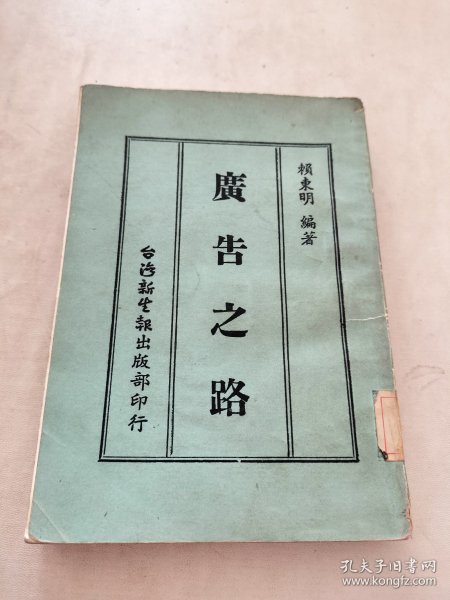 賴東明 編著
廣告之路
台灣新生報出版部印行
孔夫子旧书网
www.kongfz.com